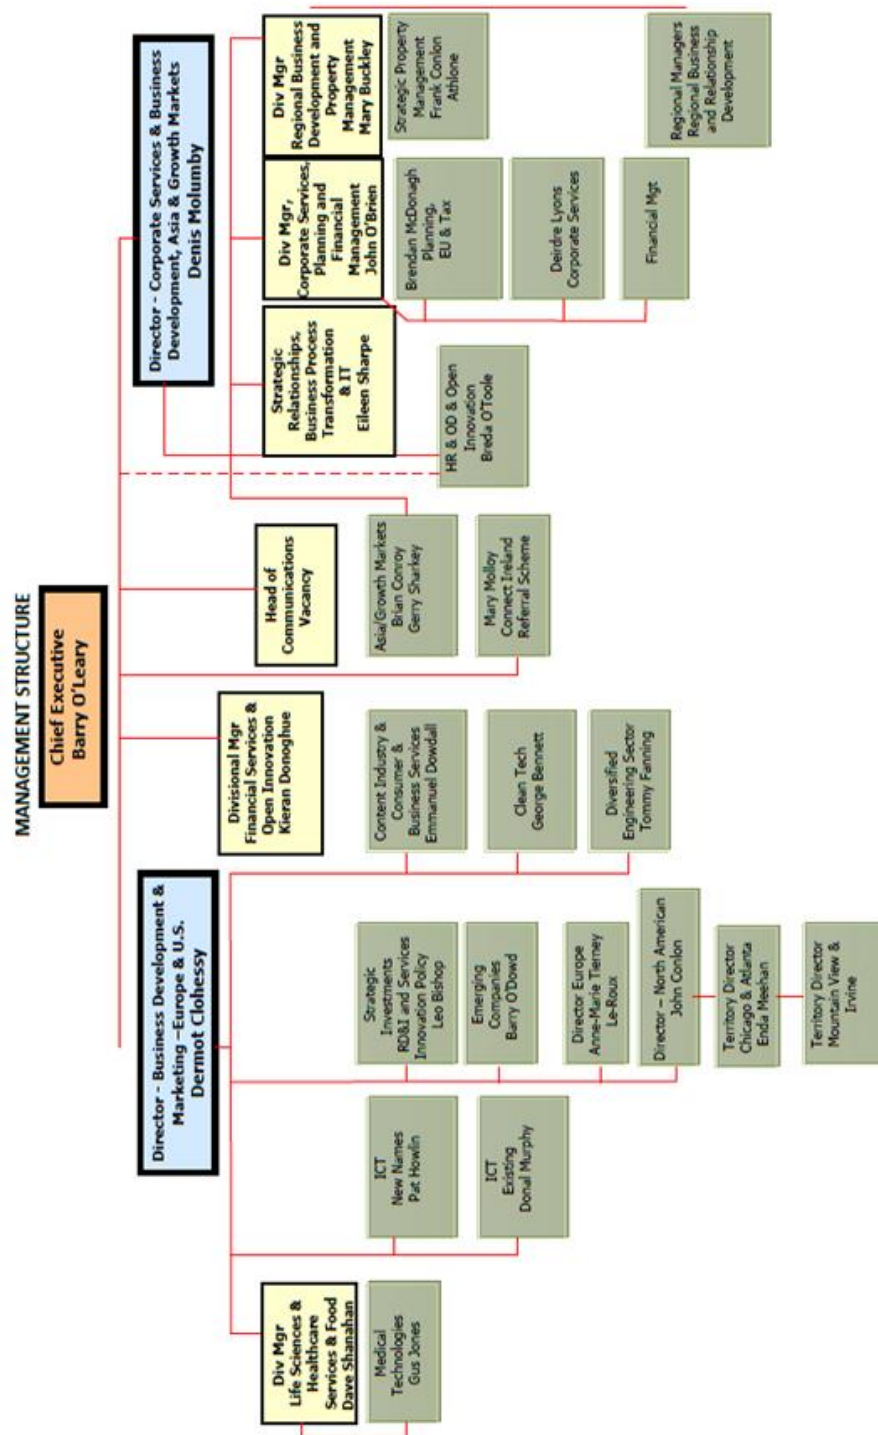 MANAGEMENT STRUCTURE
Chief Executive
Barry O'Leary
Director - Business Development &
Marketing –Europe & U.S.
Dermot Clohessy
Director - Corporate Services & Business
Development, Asia & Growth Markets
Denis Molumby
Div Mgr
Life Sciences &
Healthcare
Services & Food
Dave Shanahan
Divisional Mgr
Financial Services &
Open Innovation
Kieran Donoghue
Head of
Communications
Vacancy
Strategic
Relationships,
Business Process
Transformation
& IT
Eileen Sharpe
Div Mgr,
Corporate Services,
Planning and
Financial
Management
John O'Brien
Div Mgr
Regional Business
Development and
Property
Management
Mary Buckley
Medical
Technologies
Gus Jones
ICT
New Names
Pat Howlin
ICT
Existing
Donal Murphy
Strategic
Investments
RD&I and Services
Innovation Policy
Leo Bishop
Emerging
Companies
Barry O'Dowd
Director Europe
Anne-Marie Tierney
Le-Roux
Director – North American
John Conlon
Territory Director
Chicago & Atlanta
Enda Meehan
Territory Director
Mountain View &
Irvine
Content Industry &
Consumer &
Business Services
Emmanuel Dowdall
Clean Tech
George Bennett
Diversified
Engineering Sector
Tommy Fanning
Asia/Growth Markets
Brian Conroy
Gerry Sharkey
Mary Molloy
Connect Ireland
Referral Scheme
HR & OD & Open
Innovation
Breda O'Toole
Brendan McDonagh
Planning,
EU & Tax
Deirdre Lyons
Corporate Services
Financial Mgt
Strategic Property
Management
Frank Conlon
Athlone
Regional Managers
Regional Business
and Relationship
Development